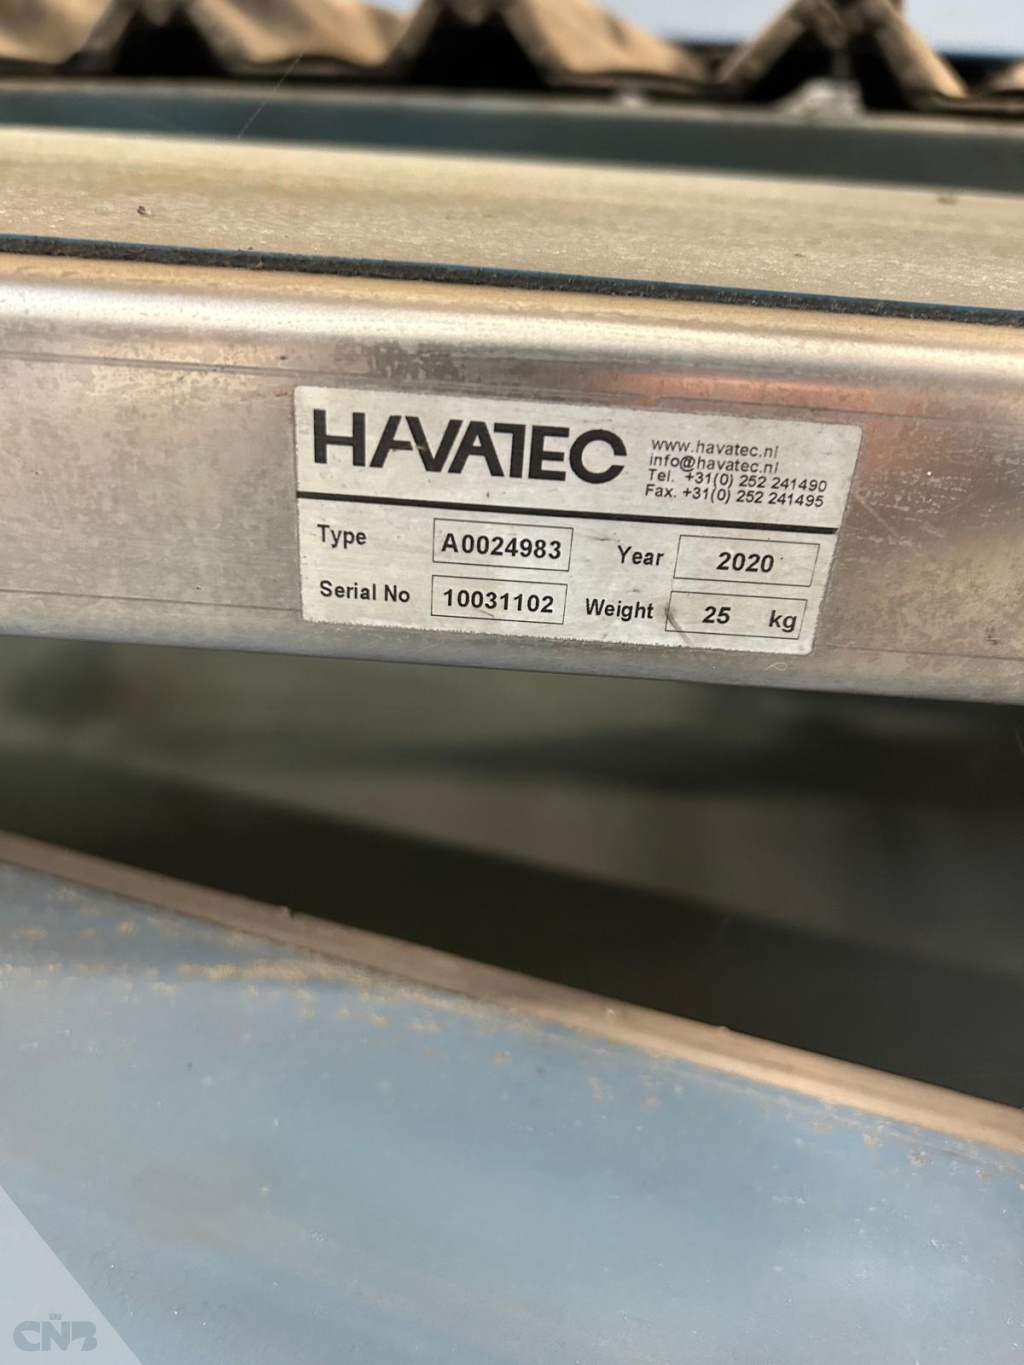 HAVATEC
www.havatec.nl
info@havatec.nl
Tel. +31(0) 252 241490
Fax. +31(0) 252 241495
Type A0024983 Year 2020
Serial No 10031102 Weight 25 kg
CNB